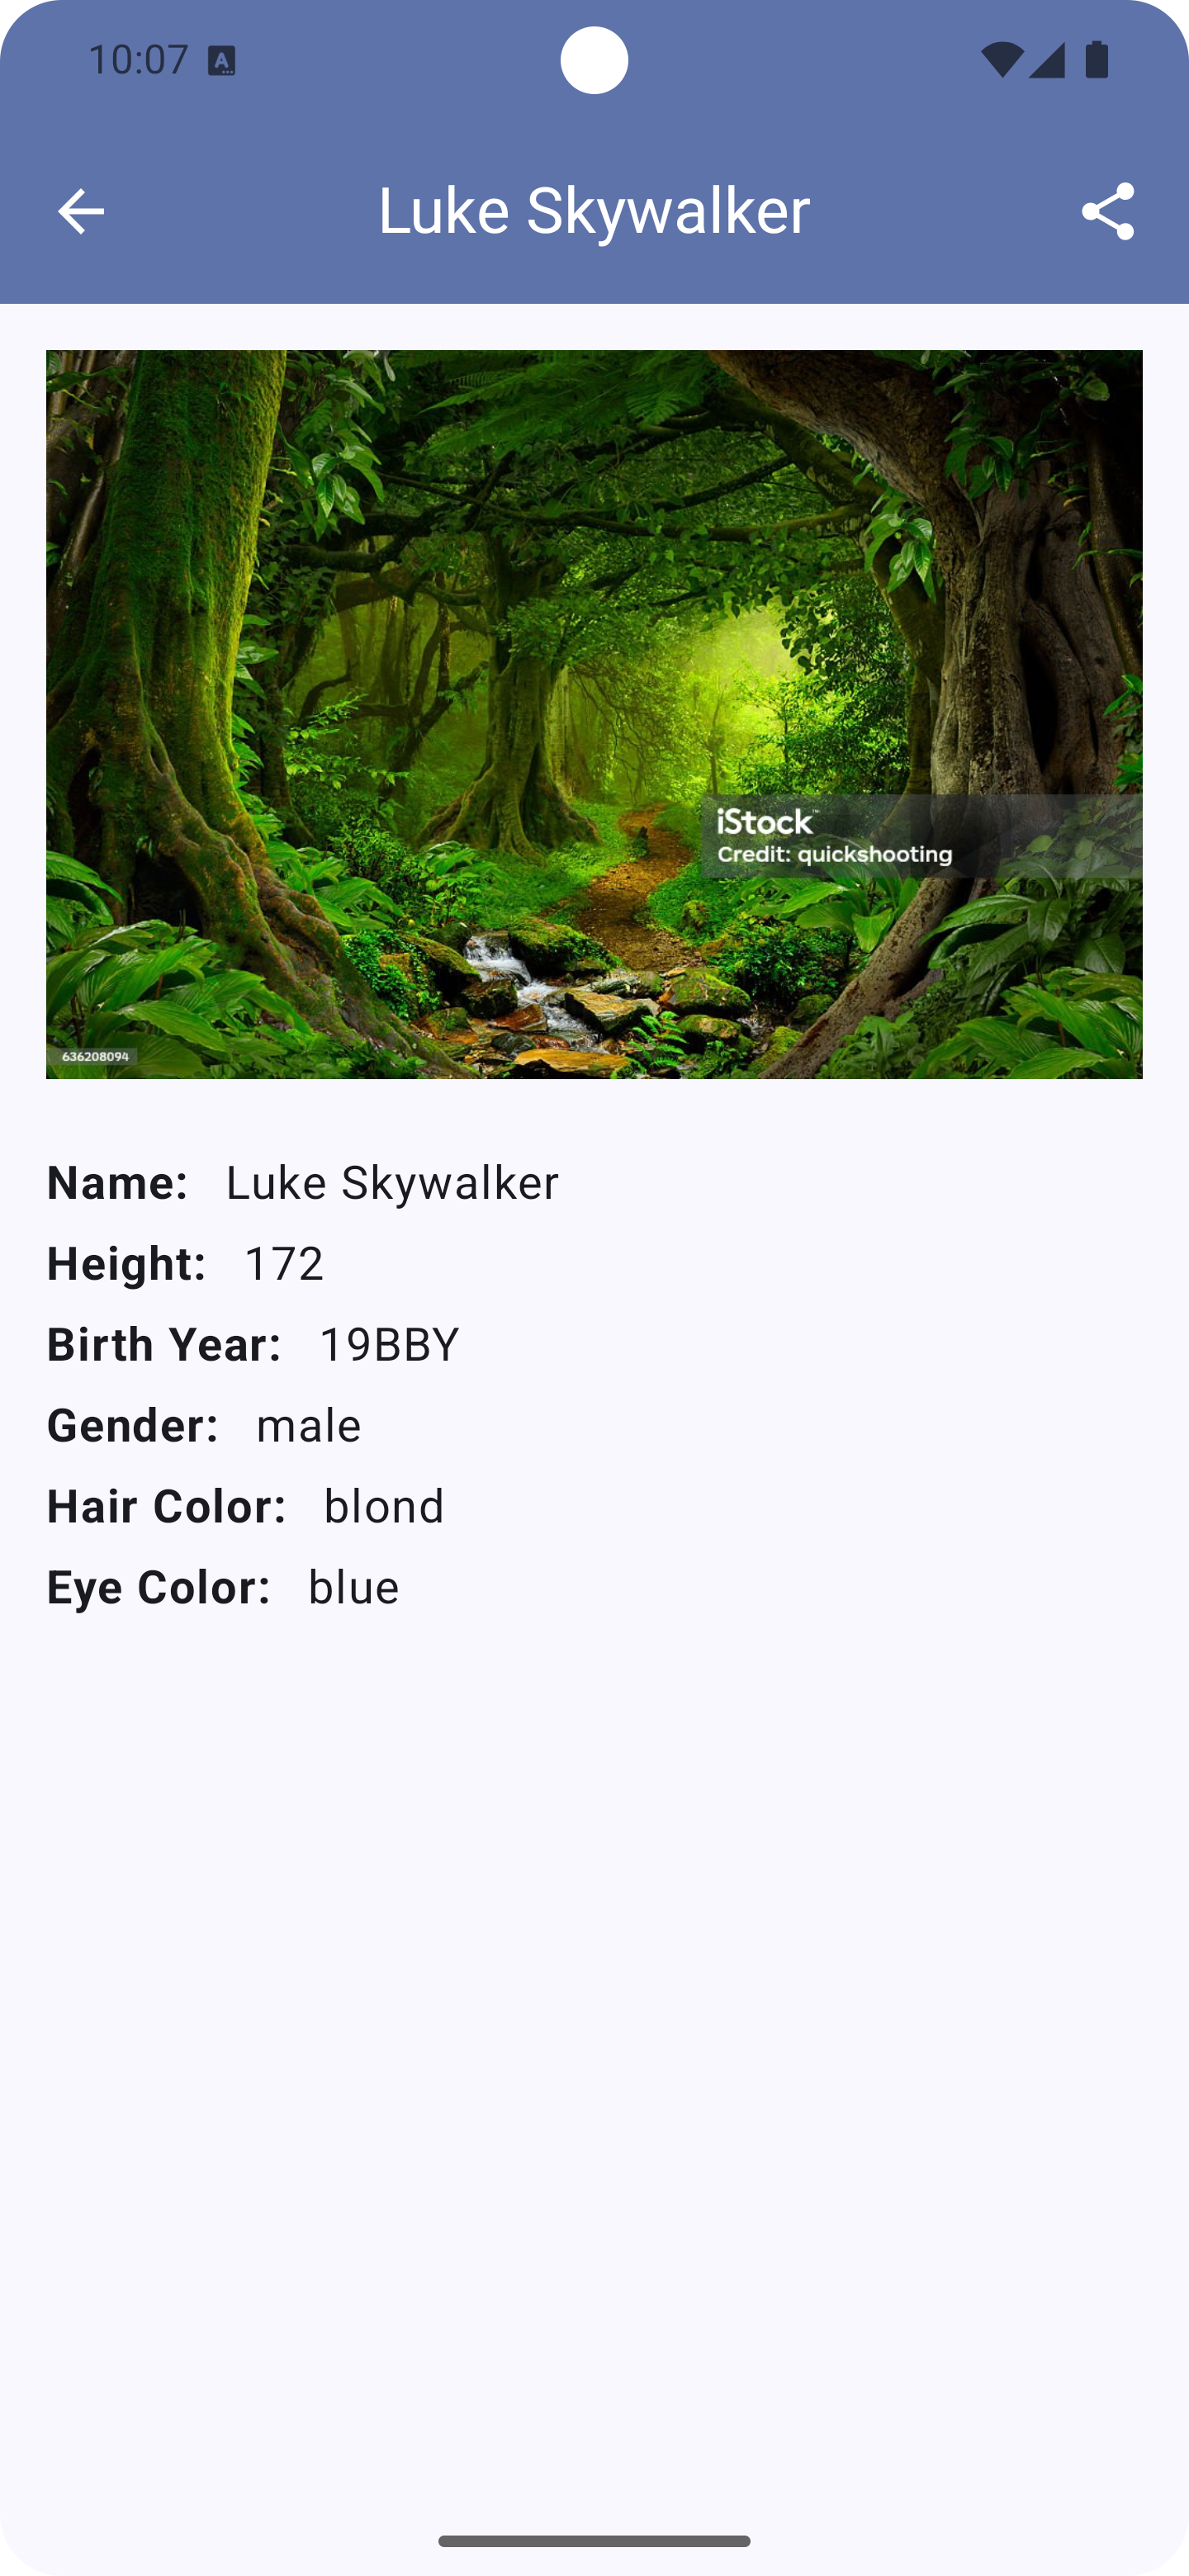 10:07
Luke Skywalker
iStock™
Credit: quickshooting
636208094
Name: Luke Skywalker
Height: 172
Birth Year: 19BBY
Gender: male
Hair Color: blond
Eye Color: blue